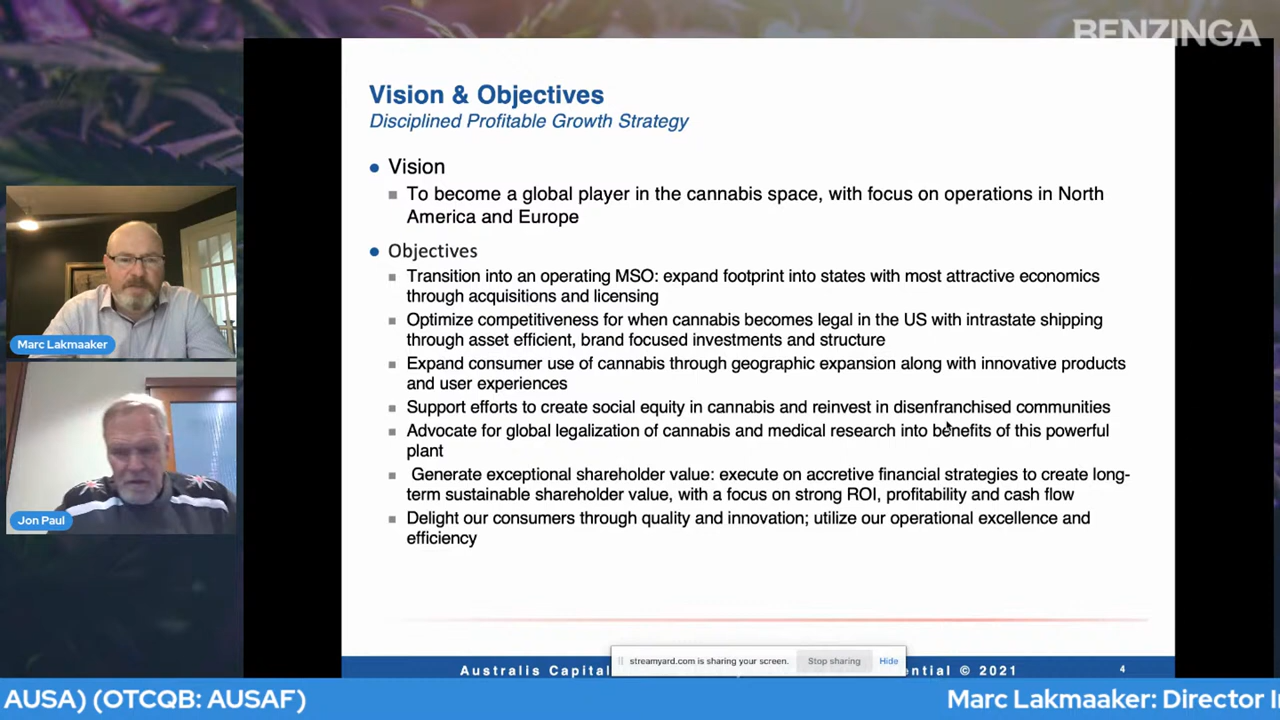 BENZINGA
Vision & Objectives
Disciplined Profitable Growth Strategy
Vision
To become a global player in the cannabis space, with focus on operations in North
America and Europe
Objectives
Transition into an operating MSO: expand footprint into states with most attractive economics
through acquisitions and licensing
Optimize competitiveness for when cannabis becomes legal in the US with intrastate shipping
through asset efficient, brand focused investments and structure
Expand consumer use of cannabis through geographic expansion along with innovative products
and user experiences
Support efforts to create social equity in cannabis and reinvest in disenfranchised communities
Advocate for global legalization of cannabis and medical research into benefits of this powerful
plant
Generate exceptional shareholder value: execute on accretive financial strategies to create long-
term sustainable shareholder value, with a focus on strong ROI, profitability and cash flow
Delight our consumers through quality and innovation; utilize our operational excellence and
efficiency
Marc Lakmaaker
Jon Paul
streamyard.com is sharing your screen. Stop sharing Hide
Australis Capital ential © 2021 4
AUSA) (OTCQB: AUSAF) Marc Lakmaaker: Director